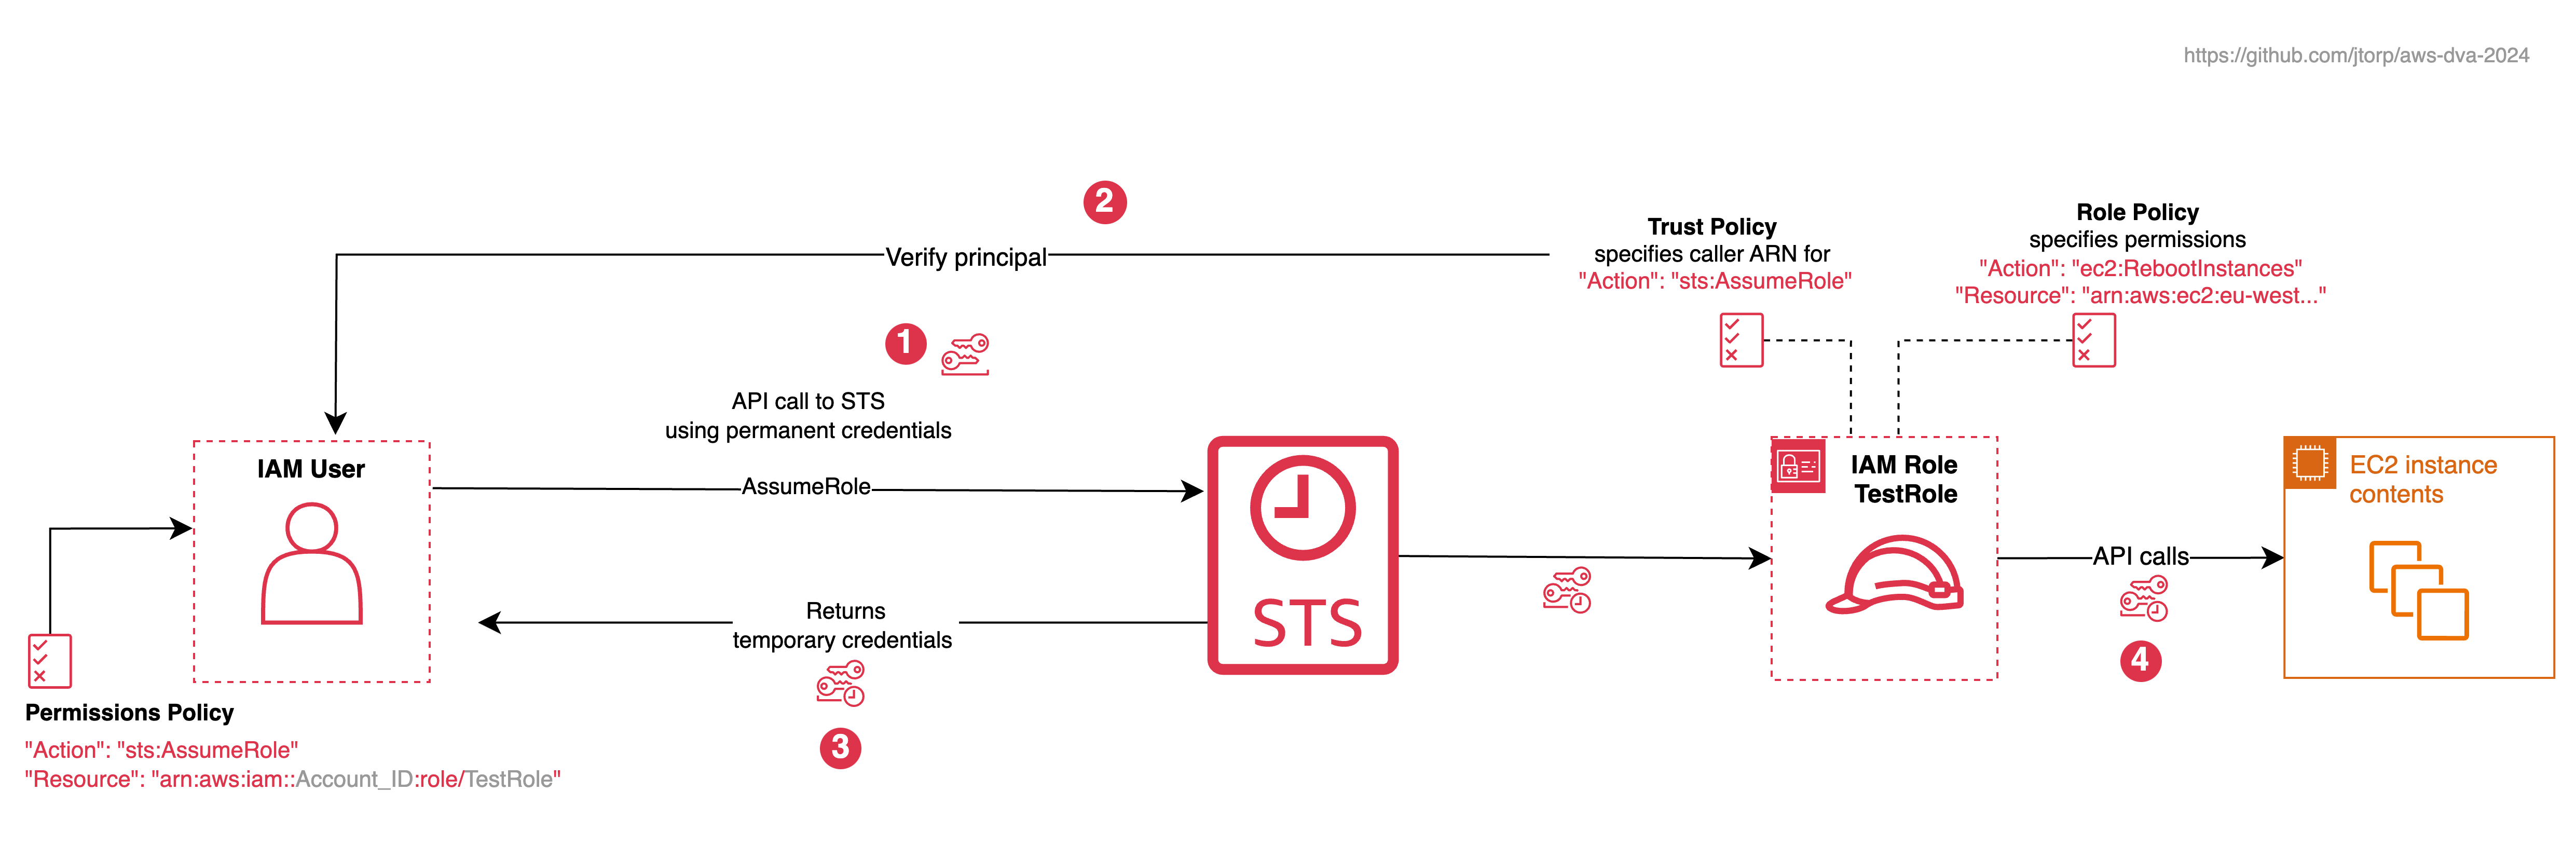 https://github.com/jtorp/aws-dva-2024
2
Verify principal
Trust Policy
specifies caller ARN for
"Action": "sts:AssumeRole"
Role Policy
specifies permissions
"Action": "ec2:RebootInstances"
"Resource": "arn:aws:ec2:eu-west..."
1
API call to STS
using permanent credentials
AssumeRole
IAM User
STS
Returns
temporary credentials
3
IAM Role
TestRole
API calls
4
EC2 instance
contents
Permissions Policy
"Action": "sts:AssumeRole"
"Resource": "arn:aws:iam::Account_ID:role/TestRole"